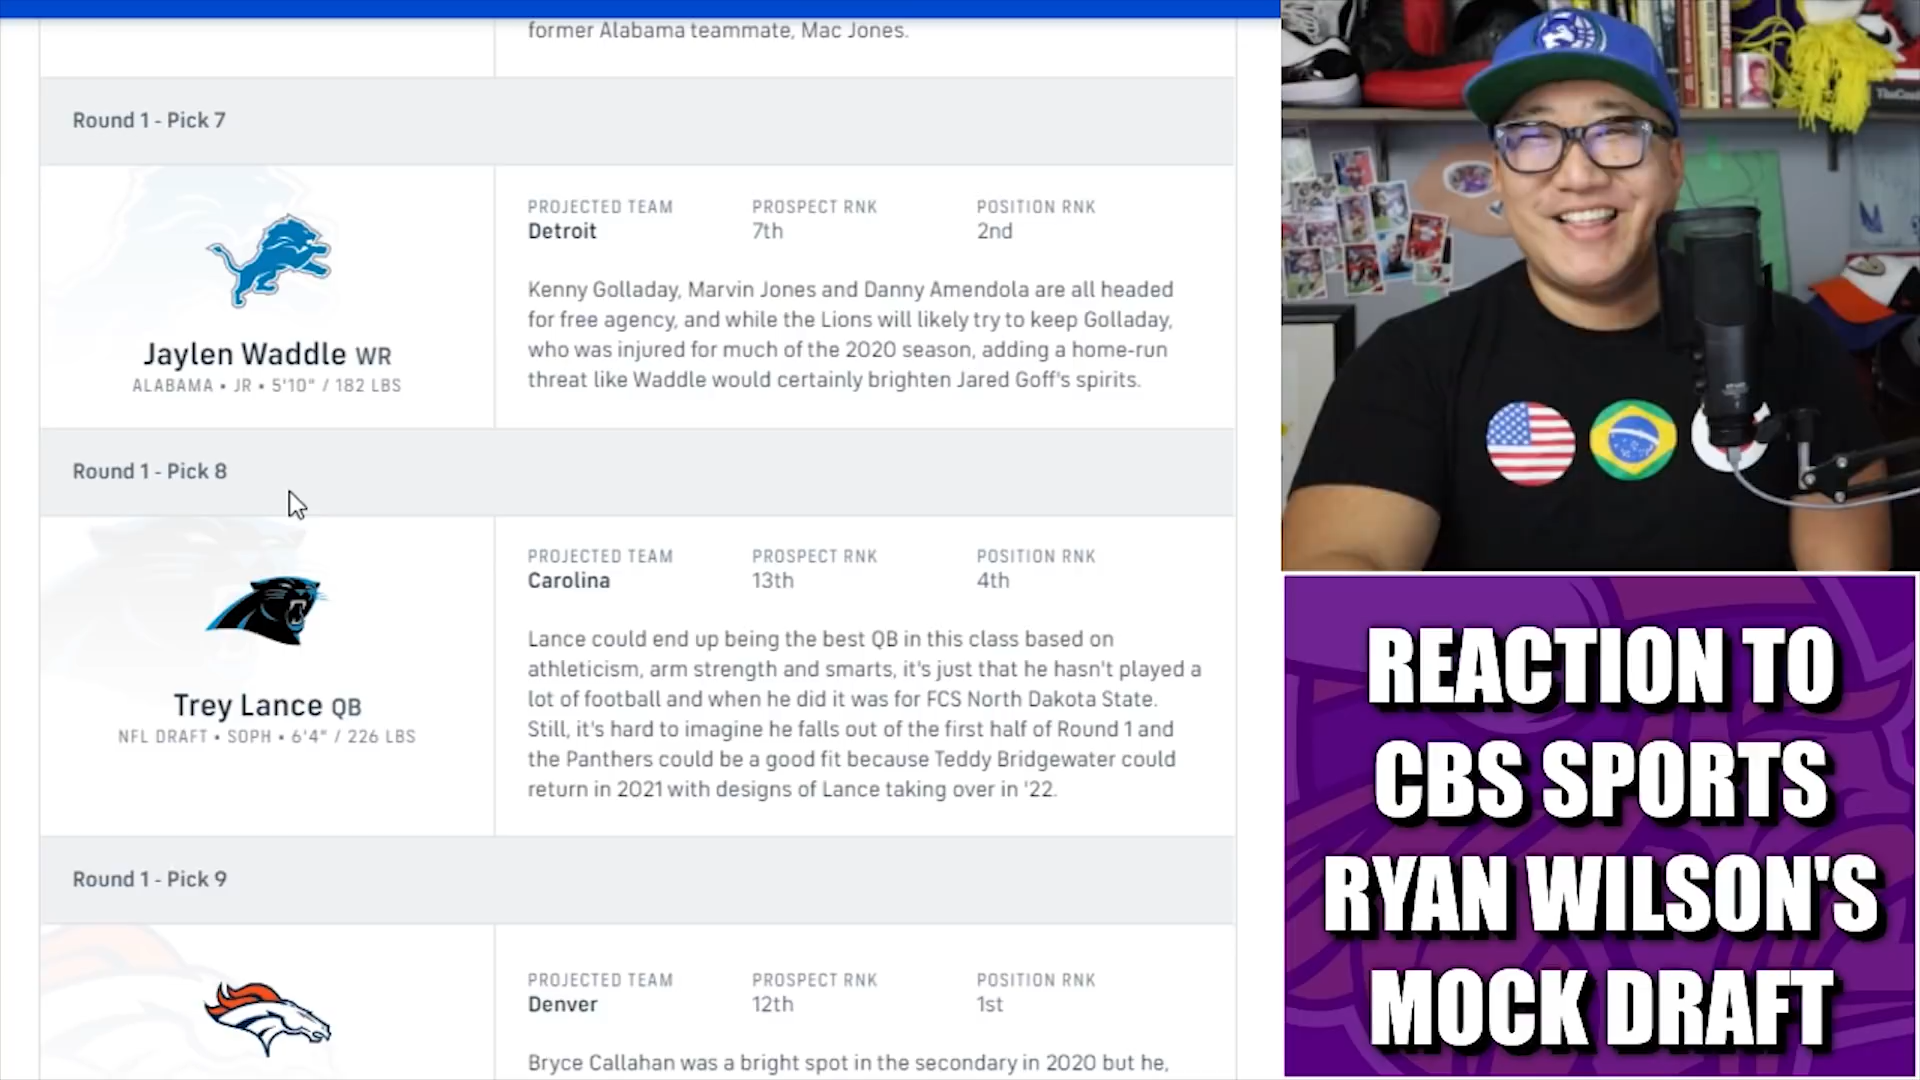 former Alabama teammate, Mac Jones.
Round 1 - Pick 7
PROJECTED TEAM PROSPECT RNK POSITION RNK
Detroit 7th 2nd
Kenny Golladay, Marvin Jones and Danny Amendola are all headed
for free agency, and while the Lions will likely try to keep Golladay,
who was injured for much of the 2020 season, adding a home-run
threat like Waddle would certainly brighten Jared Goff's spirits.
Jaylen Waddle WR
ALABAMA • JR • 5'10" / 182 LBS
Round 1 - Pick 8
PROJECTED TEAM PROSPECT RNK POSITION RNK
Carolina 13th 4th
Lance could end up being the best QB in this class based on
athleticism, arm strength and smarts, it's just that he hasn't played a
lot of football and when he did it was for FCS North Dakota State.
Still, it's hard to imagine he falls out of the first half of Round 1 and
the Panthers could be a good fit because Teddy Bridgewater could
return in 2021 with designs of Lance taking over in '22.
Trey Lance QB
NFL DRAFT • SOPH • 6'4" / 226 LBS
Round 1 - Pick 9
PROJECTED TEAM PROSPECT RNK POSITION RNK
Denver 12th 1st
Bryce Callahan was a bright spot in the secondary in 2020 but he,
REACTION TO
CBS SPORTS
RYAN WILSON'S
MOCK DRAFT